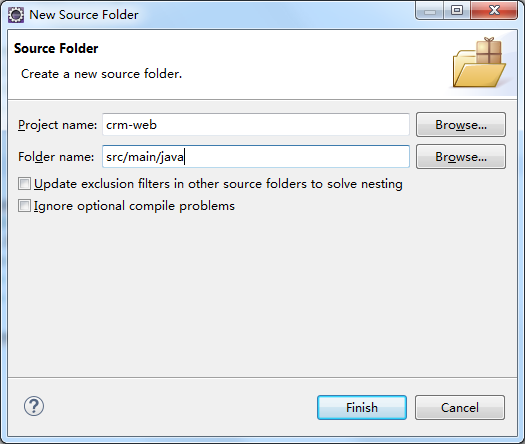 New Source Folder
Source Folder
Create a new source folder.
Project name: crm-web Browse...
Folder name: src/main/java Browse...
Update exclusion filters in other source folders to solve nesting
Ignore optional compile problems
? Finish Cancel